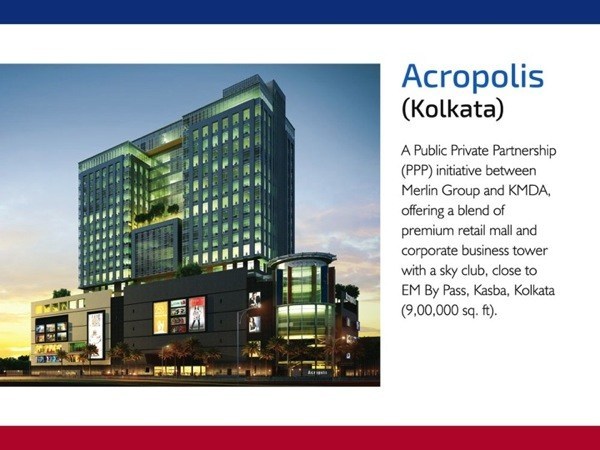 Acropolis
(Kolkata)
A Public Private Partnership
(PPP) initiative between
Merlin Group and KMDA,
offering a blend of
premium retail mall and
corporate business tower
with a sky club, close to
EM By Pass, Kasba, Kolkata
(9,00,000 sq. ft).